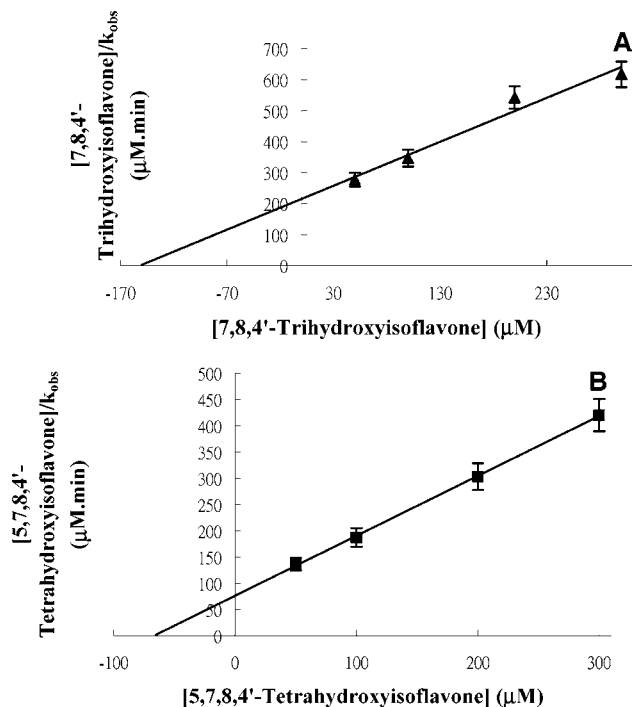 A
[7,8,4'-
Trihydroxyisoflavone]/kobs
(μM.min)
700
600
500
400
300
200
100
0
-170 -70 30 130 230
[7,8,4'-Trihydroxyisoflavone] (μM)
B
[5,7,8,4'-
Tetrahydroxyisoflavone]/kobs
(μM.min)
500
450
400
350
300
250
200
150
100
50
0
-100 0 100 200 300
[5,7,8,4'-Tetrahydroxyisoflavone] (μM)